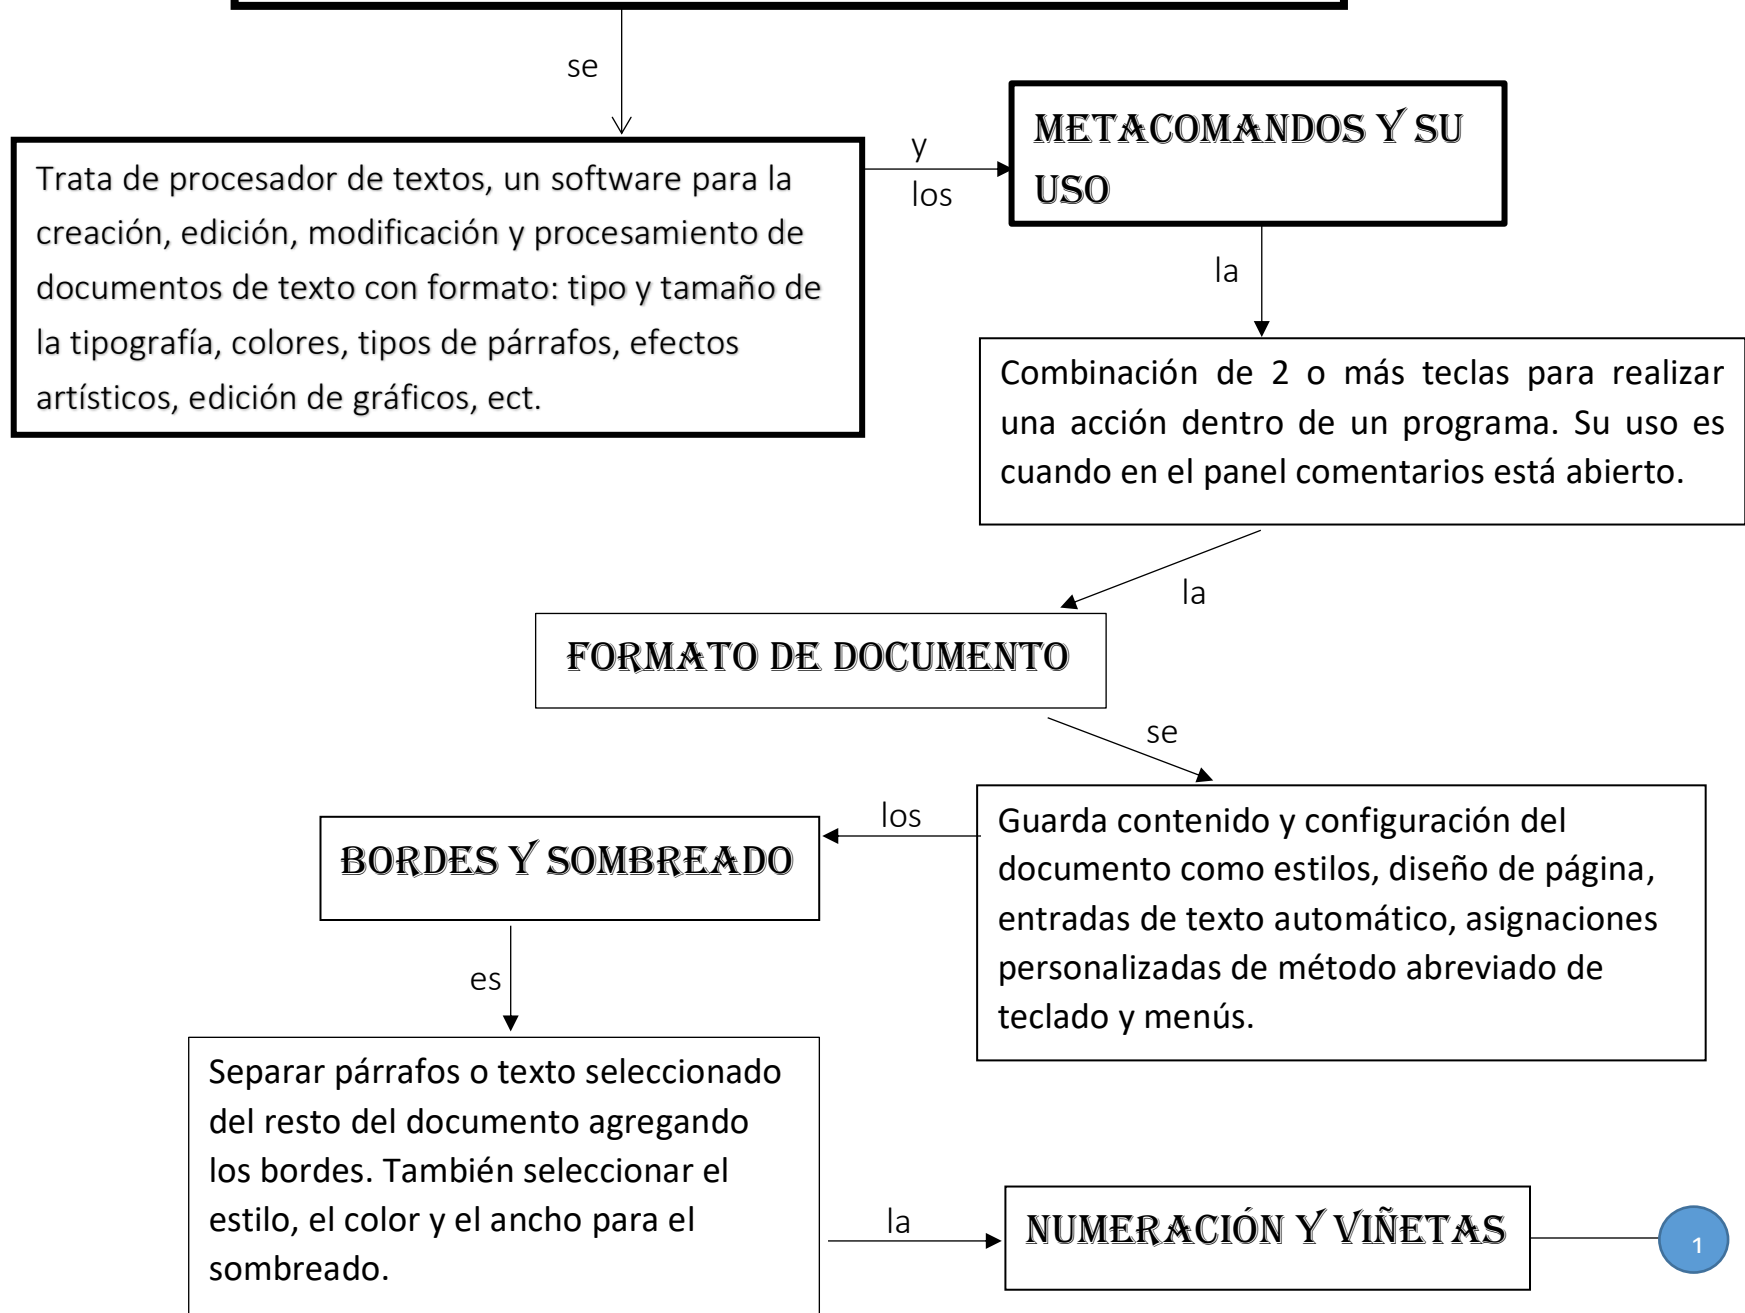 se
Trata de procesador de textos, un software para la
creación, edición, modificación y procesamiento de
documentos de texto con formato: tipo y tamaño de
la tipografía, colores, tipos de párrafos, efectos
artísticos, edición de gráficos, ect.
y
los
METACOMANDOS Y SU
USO
la
Combinación de 2 o más teclas para realizar
una acción dentro de un programa. Su uso es
cuando en el panel comentarios está abierto.
la
FORMATO DE DOCUMENTO
se
Guarda contenido y configuración del
documento como estilos, diseño de página,
entradas de texto automático, asignaciones
personalizadas de método abreviado de
teclado y menús.
los
BORDES Y SOMBREADO
es
Separar párrafos o texto seleccionado
del resto del documento agregando
los bordes. También seleccionar el
estilo, el color y el ancho para el
sombreado.
la
NUMERACIÓN Y VIÑETAS
1